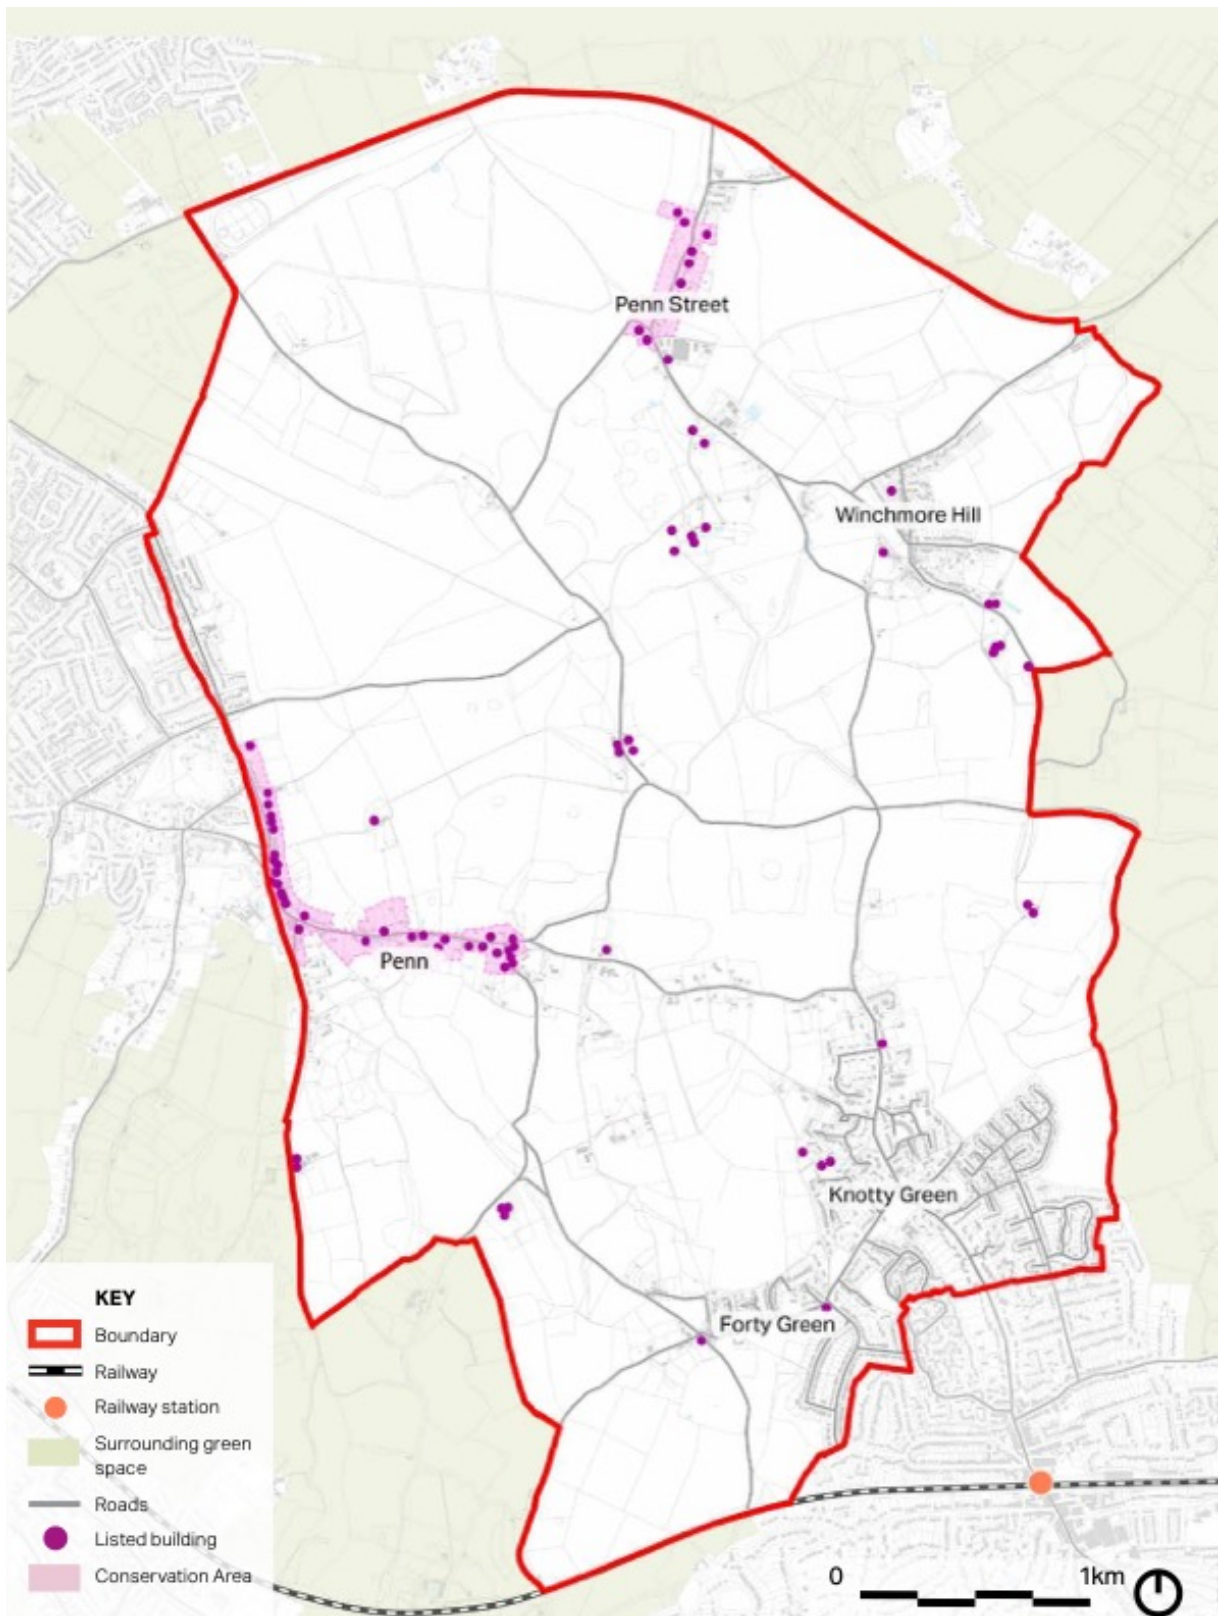 Penn Street
Winchmore Hill
Penn
Knotty Green
Forty Green
KEY
Boundary
Railway
Railway station
Surrounding green
space
Roads
Listed building
Conservation Area
0 1km